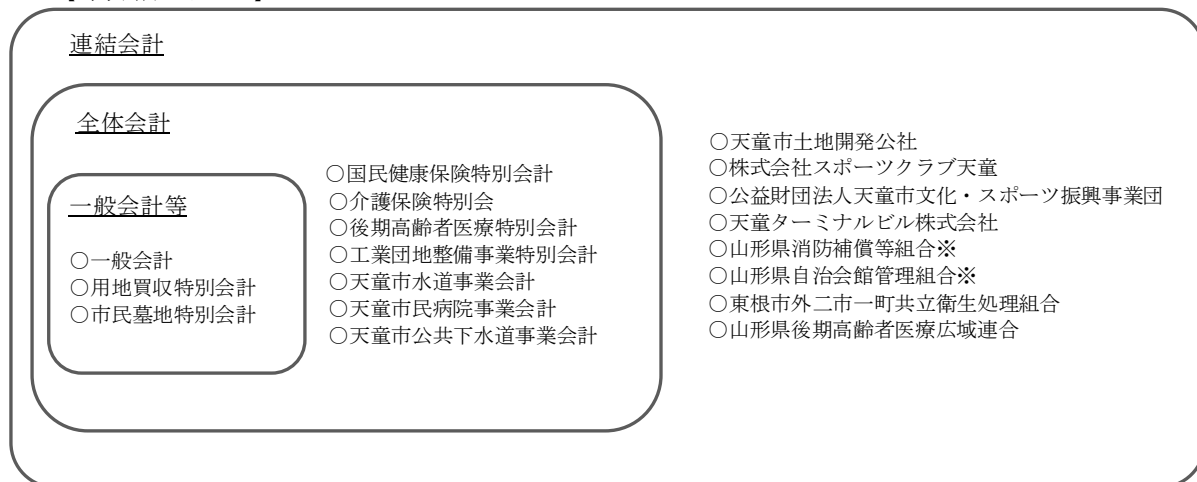 連結会計
全体会計
一般会計等
○一般会計
○用地買収特別会計
○市民墓地特別会計
○国民健康保険特別会計
○介護保険特別会
○後期高齢者医療特別会計
○工業団地整備事業特別会計
○天童市水道事業会計
○天童市民病院事業会計
○天童市公共下水道事業会計
○天童市土地開発公社
○株式会社スポーツクラブ天童
○公益財団法人天童市文化・スポーツ振興事業団
○天童ターミナルビル株式会社
○山形県消防補償等組合※
○山形県自治会館管理組合※
○東根市外二市一町共立衛生処理組合
○山形県後期高齢者医療広域連合